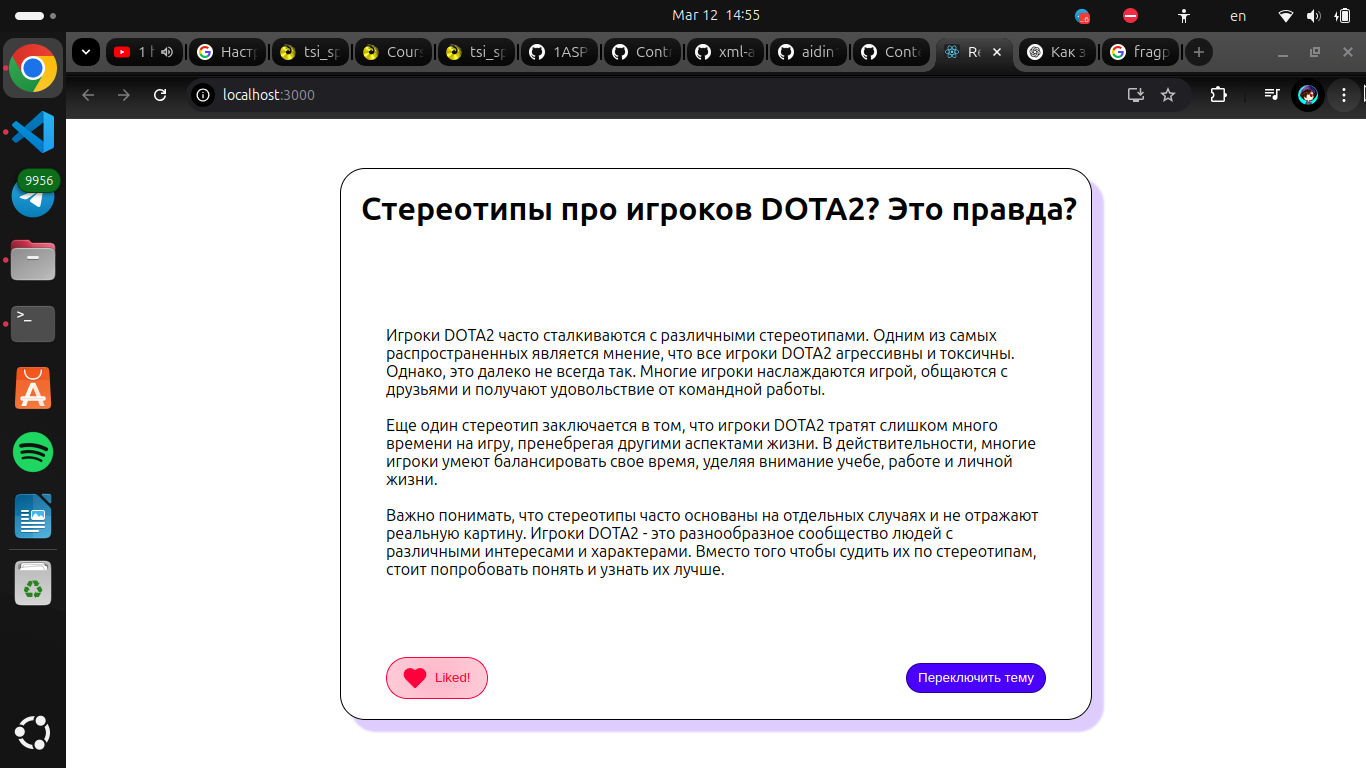 Mar 12 14:55
en
1
Наст
tsi_sp
Cours
tsi_sp
1ASP
Conti
xml-a
aidin
Conte
Re
Как з
fragp
localhost:3000
9956
Стереотипы про игроков DOTA2? Это правда?
Игроки DOTA2 часто сталкиваются с различными стереотипами. Одним из самых
распространенных является мнение, что все игроки DOTA2 агрессивны и токсичны.
Однако, это далеко не всегда так. Многие игроки наслаждаются игрой, общаются с
друзьями и получают удовольствие от командной работы.
Еще один стереотип заключается в том, что игроки DOTA2 тратят слишком много
времени на игру, пренебрегая другими аспектами жизни. В действительности, многие
игроки умеют балансировать свое время, уделяя внимание учебе, работе и личной
жизни.
Важно понимать, что стереотипы часто основаны на отдельных случаях и не отражают
реальную картину. Игроки DOTA2 - это разнообразное сообщество людей с
различными интересами и характерами. Вместо того чтобы судить их по стереотипам,
стоит попробовать понять и узнать их лучше.
Liked!
Переключить тему